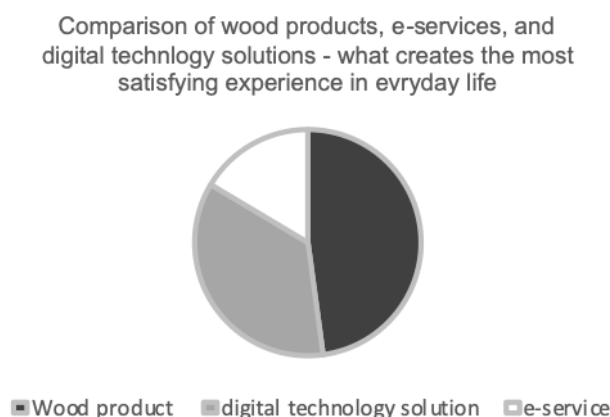 Comparison of wood products, e-services, and
digital technlogy solutions - what creates the most
satisfying experience in evryday life
Wood product digital technology solution e-service